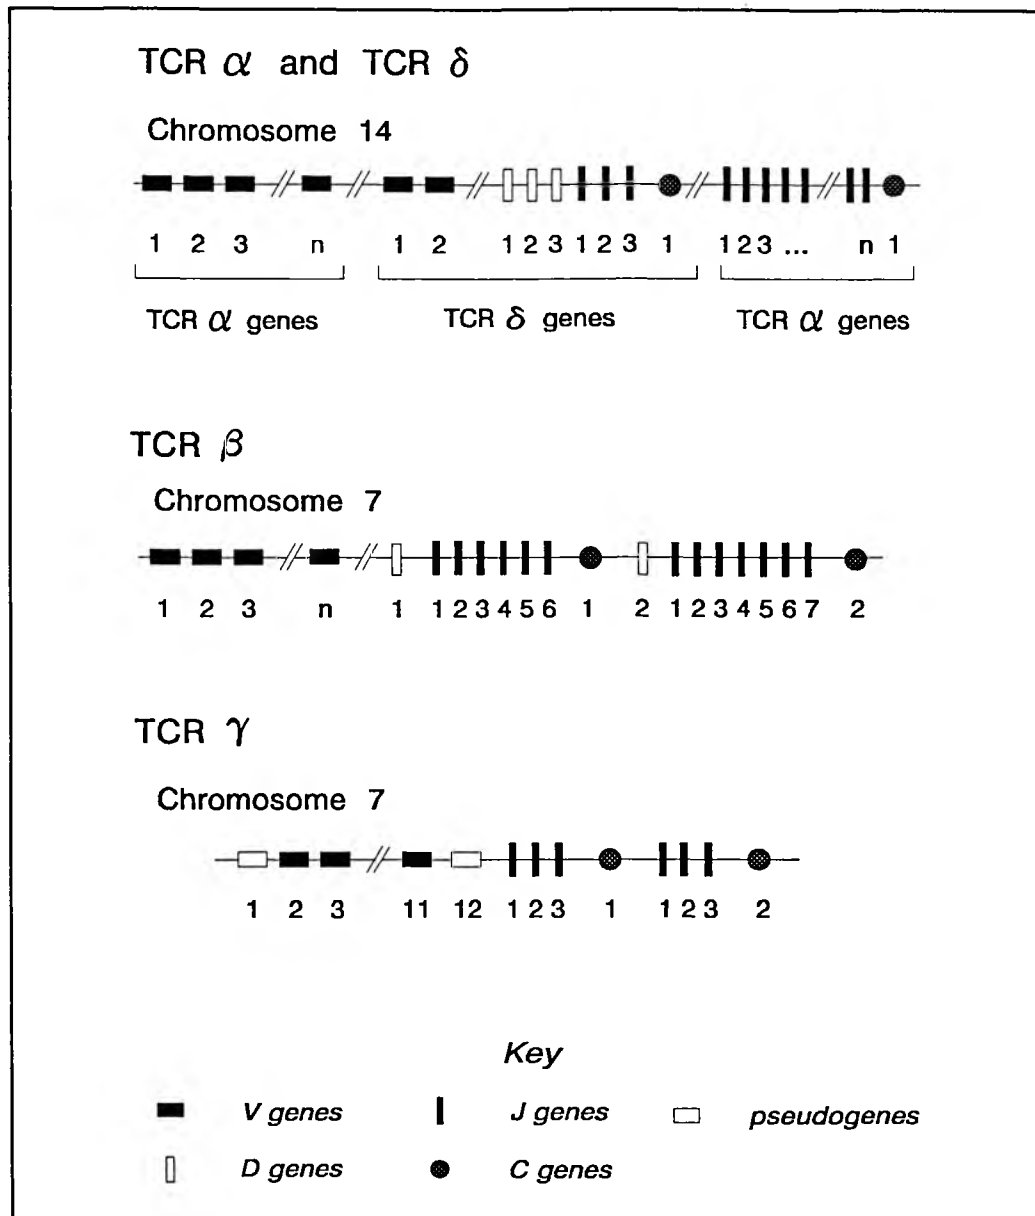 TCR α and TCR δ
Chromosome 14
1 2 3 n 1 2 1 2 3 1 2 3 1 1 2 3 ... n 1
TCR α genes TCR δ genes TCR α genes
TCR β
Chromosome 7
1 2 3 n 1 1 2 3 4 5 6 1 2 1 2 3 4 5 6 7 2
TCR γ
Chromosome 7
1 2 3 11 12 1 2 3 1 1 2 3 2
Key
V genes J genes pseudogenes
D genes C genes